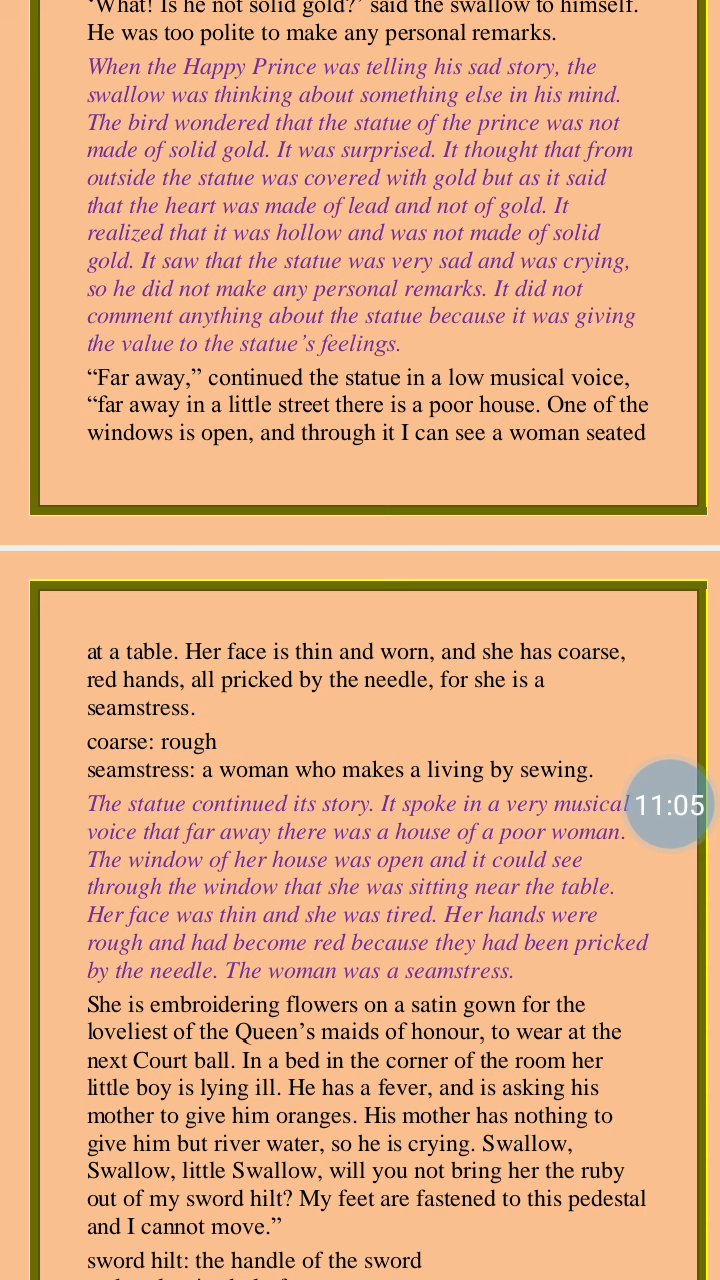 ‘What! Is he not solid gold?’ said the swallow to himself.
He was too polite to make any personal remarks.
When the Happy Prince was telling his sad story, the
swallow was thinking about something else in his mind.
The bird wondered that the statue of the prince was not
made of solid gold. It was surprised. It thought that from
outside the statue was covered with gold but as it said
that the heart was made of lead and not of gold. It
realized that it was hollow and was not made of solid
gold. It saw that the statue was very sad and was crying,
so he did not make any personal remarks. It did not
comment anything about the statue because it was giving
the value to the statue’s feelings.
“Far away,” continued the statue in a low musical voice,
“far away in a little street there is a poor house. One of the
windows is open, and through it I can see a woman seated
at a table. Her face is thin and worn, and she has coarse,
red hands, all pricked by the needle, for she is a
seamstress.
coarse: rough
seamstress: a woman who makes a living by sewing.
The statue continued its story. It spoke in a very musical
11:05
voice that far away there was a house of a poor woman.
The window of her house was open and it could see
through the window that she was sitting near the table.
Her face was thin and she was tired. Her hands were
rough and had become red because they had been pricked
by the needle. The woman was a seamstress.
She is embroidering flowers on a satin gown for the
loveliest of the Queen’s maids of honour, to wear at the
next Court ball. In a bed in the corner of the room her
little boy is lying ill. He has a fever, and is asking his
mother to give him oranges. His mother has nothing to
give him but river water, so he is crying. Swallow,
Swallow, little Swallow, will you not bring her the ruby
out of my sword hilt? My feet are fastened to this pedestal
and I cannot move.”
sword hilt: the handle of the sword